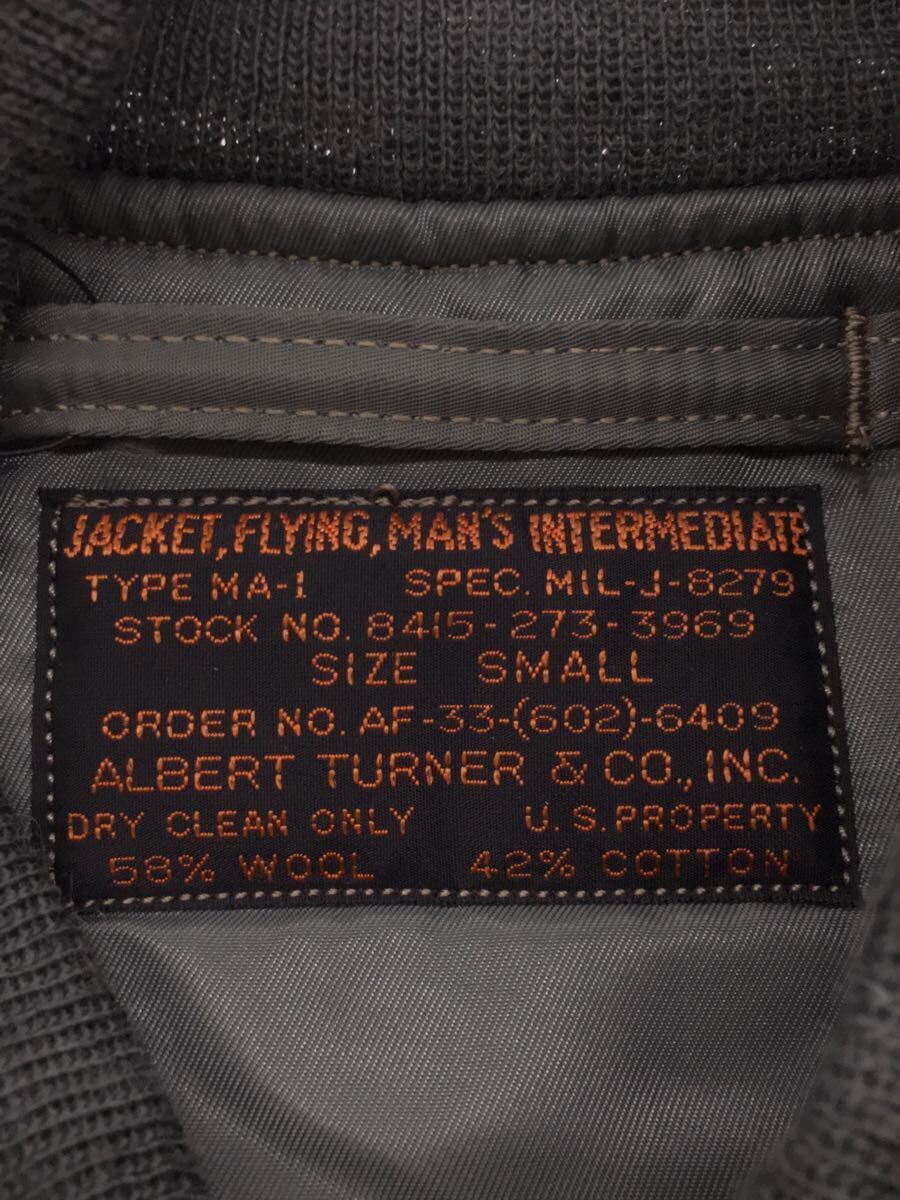 JACKET, FLYING, MAN'S INTERMEDIATE
TYPE MA-1 SPEC. MIL-J-8279
STOCK NO. 8415-273-3969
SIZE SMALL
ORDER NO. AF-33-(602)-6409
ALBERT TURNER & CO., INC.
DRY CLEAN ONLY U.S. PROPERTY
58% WOOL 42% COTTON